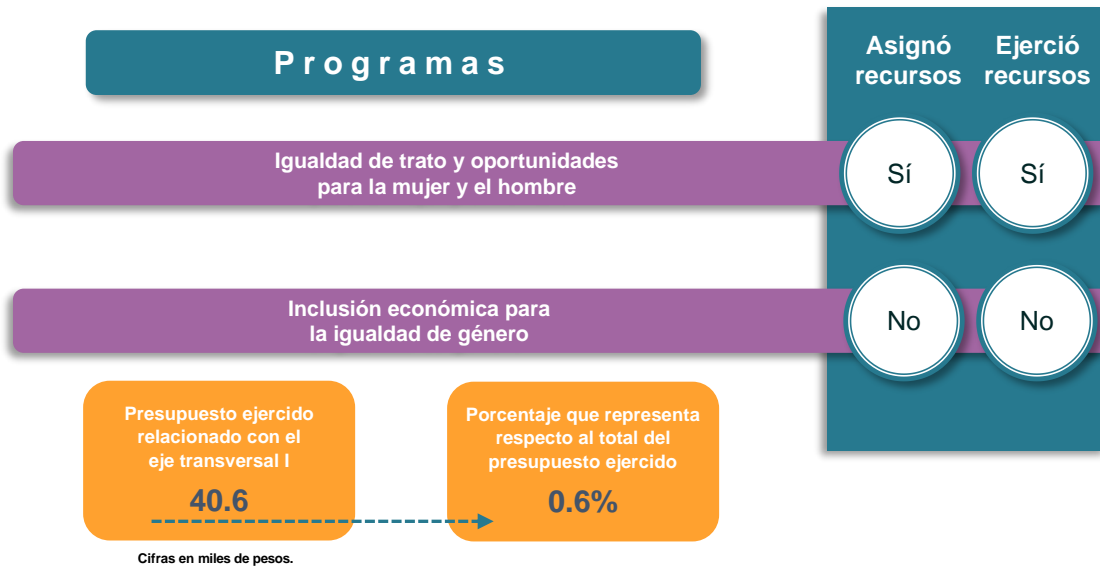 Programas
Asignó
recursos
Ejerció
recursos
Igualdad de trato y oportunidades
para la mujer y el hombre
Sí
Sí
Inclusión económica para
la igualdad de género
No
No
Presupuesto ejercido
relacionado con el
eje transversal I
40.6
Porcentaje que representa
respecto al total del
presupuesto ejercido
0.6%
Cifras en miles de pesos.